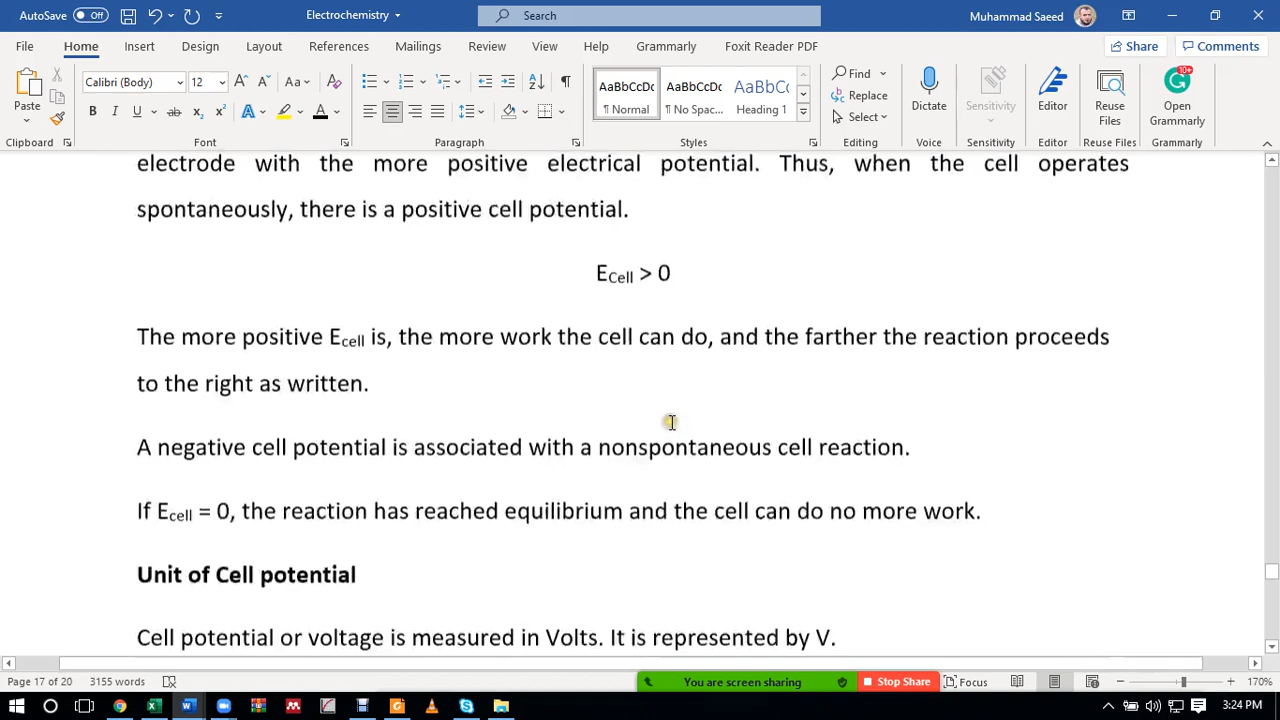 AutoSave Off Electrochemistry Search Muhammad Saeed
File Home Insert Design Layout References Mailings Review View Help Grammarly Foxit Reader PDF Share Comments
Paste Calibri (Body) 12 Aa AaBbCcDc AaBbCcDc AaBbCc Find Replace Select Dictate Sensitivity Editor Reuse Files Open Grammarly
B I U ab x₂ x² A A Normal No Spac... Heading 1
Clipboard Font Paragraph Styles Editing Voice Sensitivity Editor Reuse Files Grammarly
electrode with the more positive electrical potential. Thus, when the cell operates
spontaneously, there is a positive cell potential.
ECell > 0
The more positive Ecell is, the more work the cell can do, and the farther the reaction proceeds
to the right as written.
A negative cell potential is associated with a nonspontaneous cell reaction.
If Ecell = 0, the reaction has reached equilibrium and the cell can do no more work.
Unit of Cell potential
Cell potential or voltage is measured in Volts. It is represented by V.
Page 17 of 20 3155 words You are screen sharing Stop Share Focus 170%
3:24 PM